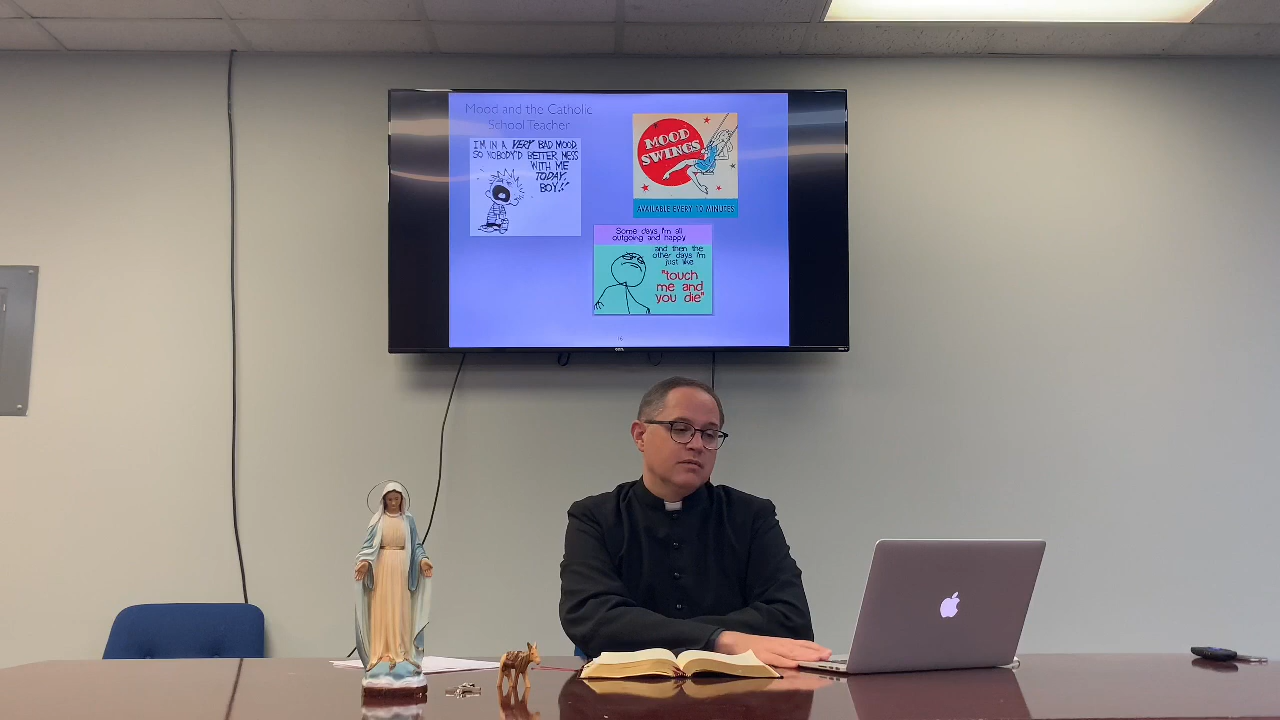 Mood and the Catholic
School Teacher
I'M IN A VERY BAD MOOD,
SO NOBODY'D BETTER MESS
WITH ME
TODAY,
BOY!
MOOD
SWINGS
AVAILABLE EVERY 10 MINUTES
Some days I'm all
outgoing and happy
and then the
other days I'm
just like
"touch
me and
you die"
16